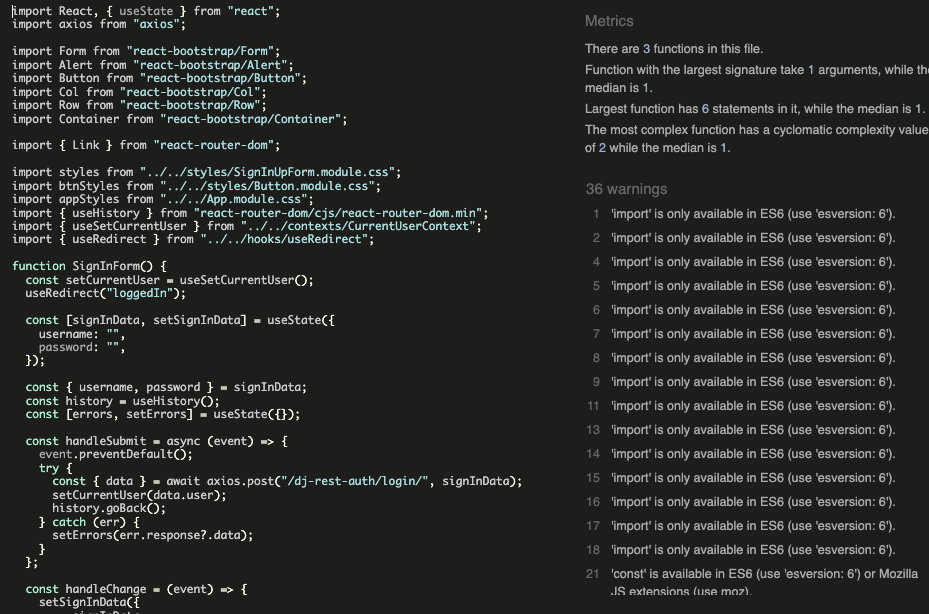 import React, { useState } from "react";
import axios from "axios";
import Form from "react-bootstrap/Form";
import Alert from "react-bootstrap/Alert";
import Button from "react-bootstrap/Button";
import Col from "react-bootstrap/Col";
import Row from "react-bootstrap/Row";
import Container from "react-bootstrap/Container";
import { Link } from "react-router-dom";
import styles from "../../styles/SignInUpForm.module.css";
import btnStyles from "../../styles/Button.module.css";
import appStyles from "../../App.module.css";
import { useHistory } from "react-router-dom/cjs/react-router-dom.min";
import { useSetCurrentUser } from "../../contexts/CurrentUserContext";
import { useRedirect } from "../../hooks/useRedirect";
function SignInForm() {
const setCurrentUser = useSetCurrentUser();
useRedirect("loggedIn");
const [signInData, setSignInData] = useState({
username: "",
password: "",
});
const { username, password } = signInData;
const history = useHistory();
const [errors, setErrors] = useState({});
const handleSubmit = async (event) => {
event.preventDefault();
try {
const { data } = await axios.post("/dj-rest-auth/login/", signInData);
setCurrentUser(data.user);
history.goBack();
} catch (err) {
setErrors(err.response?.data);
}
};
const handleChange = (event) => {
setSignInData({
Metrics
There are 3 functions in this file.
Function with the largest signature take 1 arguments, while the
median is 1.
Largest function has 6 statements in it, while the median is 1.
The most complex function has a cyclomatic complexity value
of 2 while the median is 1.
36 warnings
1 'import' is only available in ES6 (use 'esversion: 6').
2 'import' is only available in ES6 (use 'esversion: 6').
4 'import' is only available in ES6 (use 'esversion: 6').
5 'import' is only available in ES6 (use 'esversion: 6').
6 'import' is only available in ES6 (use 'esversion: 6').
7 'import' is only available in ES6 (use 'esversion: 6').
8 'import' is only available in ES6 (use 'esversion: 6').
9 'import' is only available in ES6 (use 'esversion: 6').
11 'import' is only available in ES6 (use 'esversion: 6').
13 'import' is only available in ES6 (use 'esversion: 6').
14 'import' is only available in ES6 (use 'esversion: 6').
15 'import' is only available in ES6 (use 'esversion: 6').
16 'import' is only available in ES6 (use 'esversion: 6').
17 'import' is only available in ES6 (use 'esversion: 6').
18 'import' is only available in ES6 (use 'esversion: 6').
21 'const' is available in ES6 (use 'esversion: 6') or Mozilla
JS extensions (use moz).